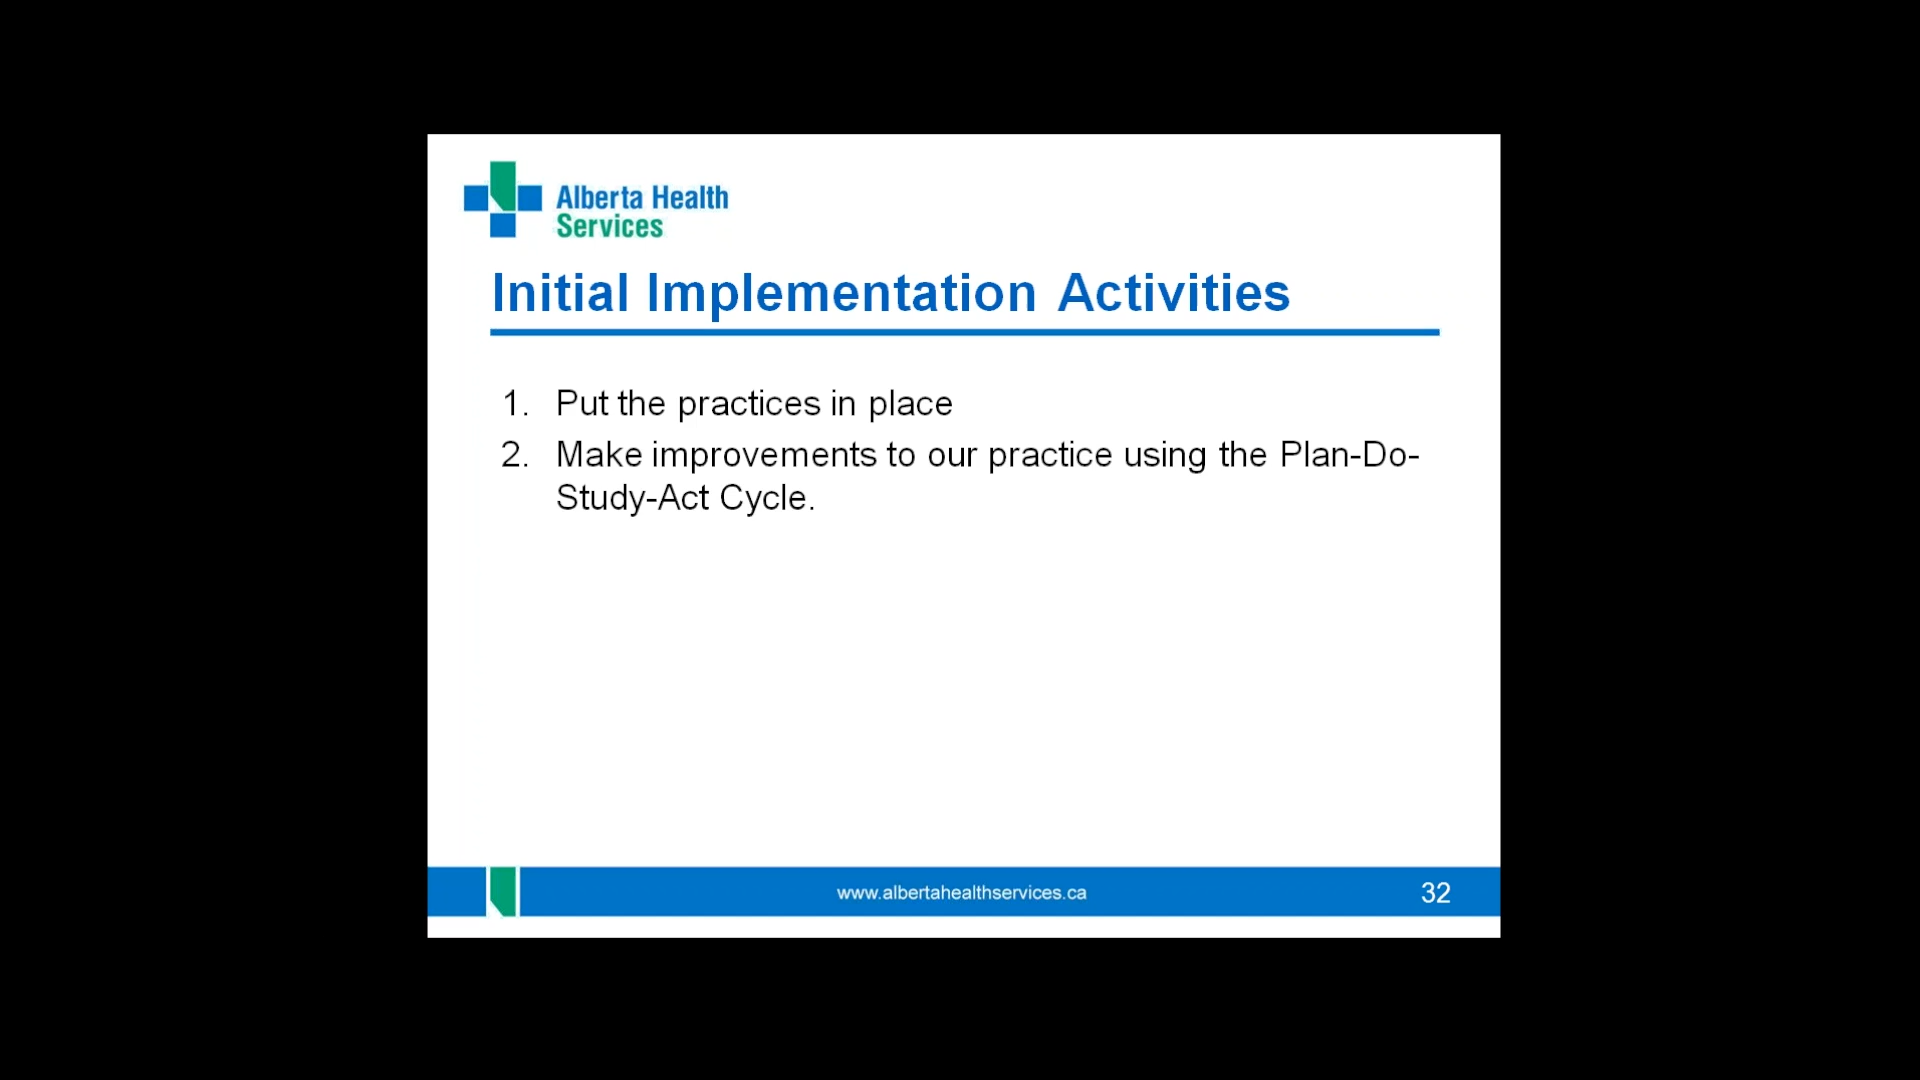 Alberta Health
Services
Initial Implementation Activities
1. Put the practices in place
2. Make improvements to our practice using the Plan-Do-
Study-Act Cycle.
www.albertahealthservices.ca
32